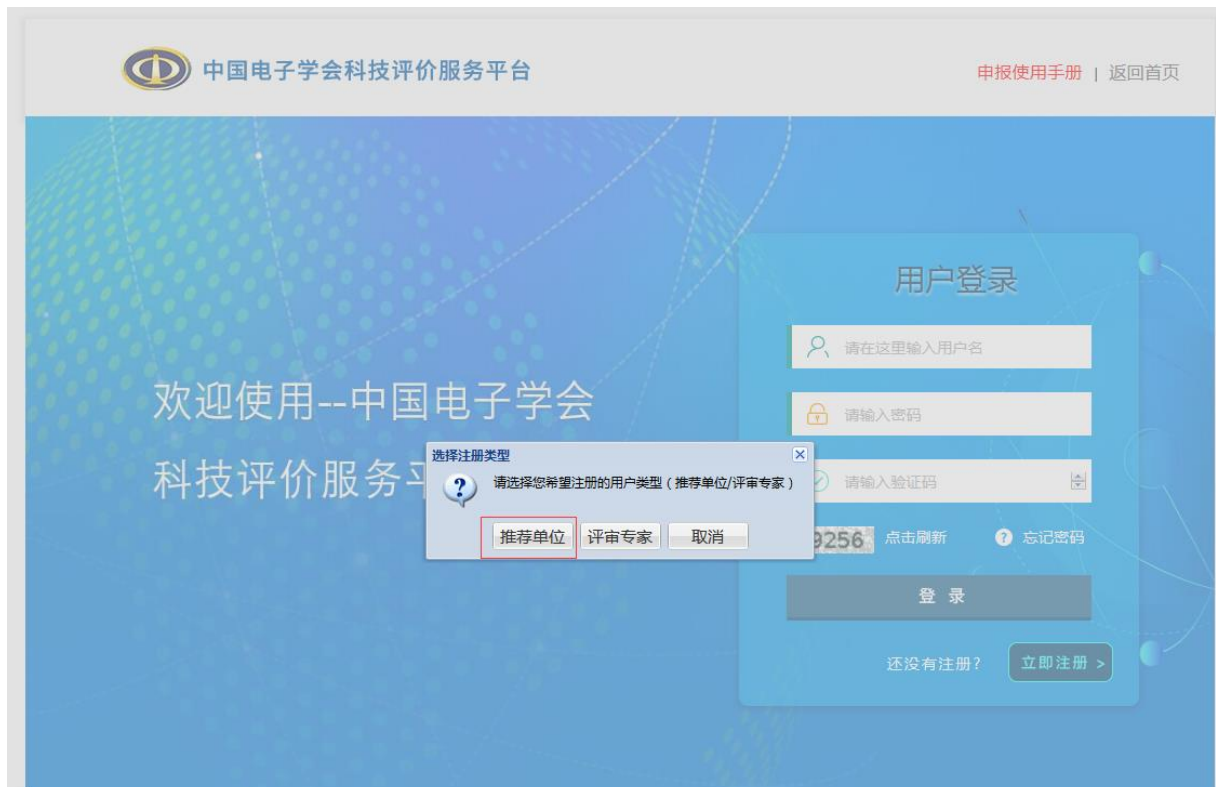 中国电子学会科技评价服务平台
申报使用手册 | 返回首页
用户登录
请在这里输入用户名
欢迎使用--中国电子学会
请输入密码
科技评价服务
选择注册类型
请选择您希望注册的用户类型（推荐单位/评审专家）
推荐单位 评审专家 取消
请输入验证码
9256 点击刷新 ? 忘记密码
登 录
还没有注册？ 立即注册 >